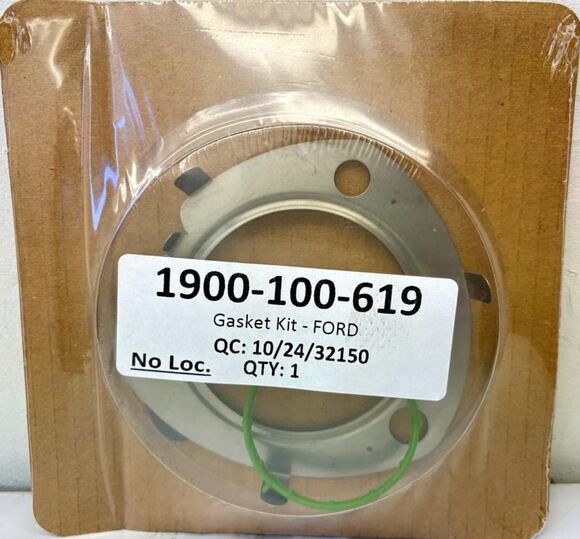 1900-100-619
Gasket Kit - FORD
QC: 10/24/32150
No Loc. QTY: 1